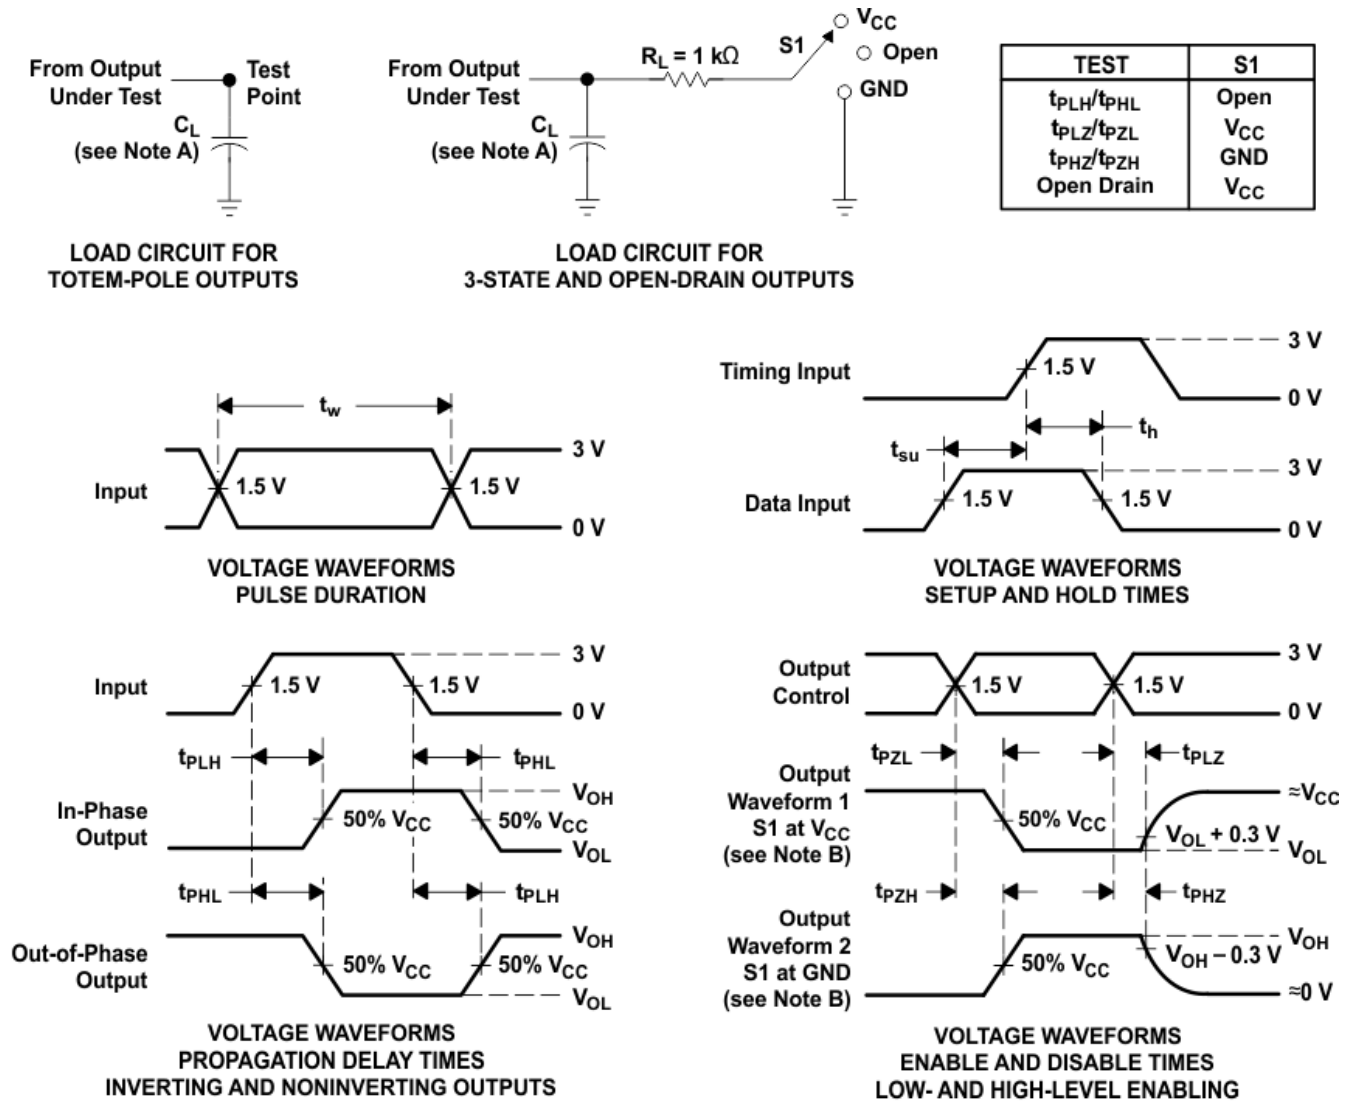 From Output
Under Test
Test
Point
CL
(see Note A)
LOAD CIRCUIT FOR
TOTEM-POLE OUTPUTS
From Output
Under Test
RL = 1 kΩ
S1
VCC
Open
GND
CL
(see Note A)
LOAD CIRCUIT FOR
3-STATE AND OPEN-DRAIN OUTPUTS
TEST S1
tPLH/tPHL Open
tPLZ/tPZL VCC
tPHZ/tPZH GND
Open Drain VCC
tw
Input
1.5 V
1.5 V
3 V
0 V
VOLTAGE WAVEFORMS
PULSE DURATION
Timing Input
1.5 V
3 V
0 V
th
tsu
Data Input
1.5 V
1.5 V
3 V
0 V
VOLTAGE WAVEFORMS
SETUP AND HOLD TIMES
Input
1.5 V
1.5 V
3 V
0 V
tPLH
tPHL
In-Phase
Output
50% VCC
50% VCC
VOH
VOL
tPHL
tPLH
Out-of-Phase
Output
50% VCC
50% VCC
VOH
VOL
VOLTAGE WAVEFORMS
PROPAGATION DELAY TIMES
INVERTING AND NONINVERTING OUTPUTS
Output
Control
1.5 V
1.5 V
3 V
0 V
tPZL
tPLZ
Output
Waveform 1
S1 at VCC
(see Note B)
50% VCC
VOL + 0.3 V
≈VCC
VOL
tPZH
tPHZ
Output
Waveform 2
S1 at GND
(see Note B)
50% VCC
VOH − 0.3 V
VOH
≈0 V
VOLTAGE WAVEFORMS
ENABLE AND DISABLE TIMES
LOW- AND HIGH-LEVEL ENABLING